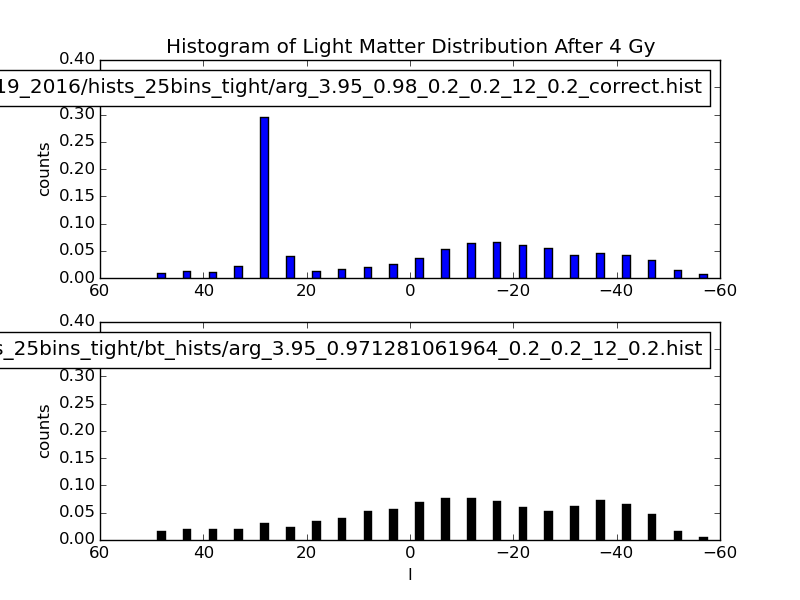 Histogram of Light Matter Distribution After 4 Gy
0.40
19_2016/hists_25bins_tight/arg_3.95_0.98_0.2_0.2_12_0.2_correct.hist
0.30
0.25
counts
0.20
0.15
0.10
0.05
0.00
60 40 20 0 −20 −40 −60
0.40
s_25bins_tight/bt_hists/arg_3.95_0.971281061964_0.2_0.2_12_0.2.hist
0.30
0.25
counts
0.20
0.15
0.10
0.05
0.00
60 40 20 0 −20 −40 −60
l